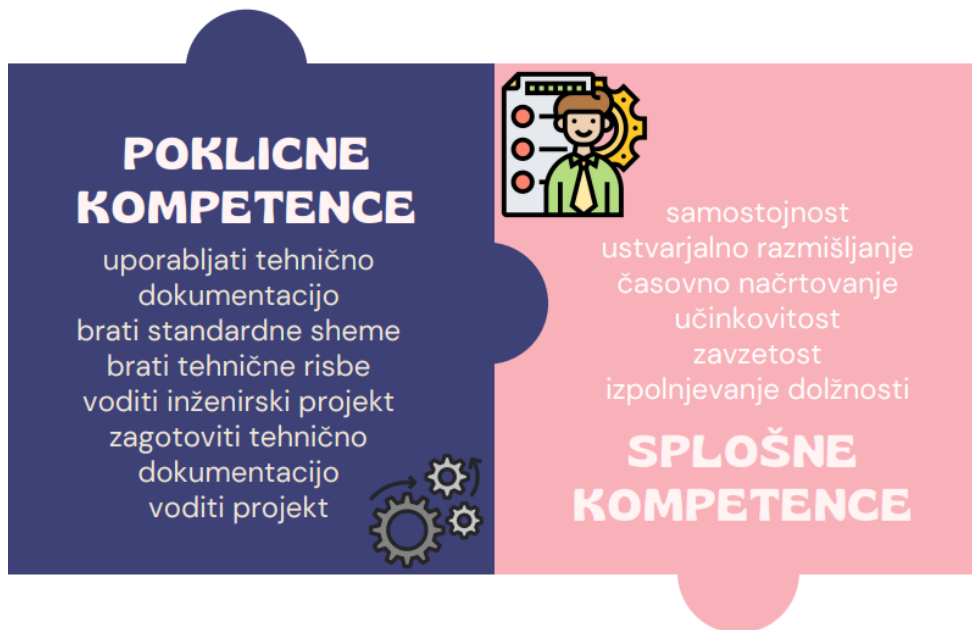 POKLICNE
KOMPETENCE
uporabljati tehnično
dokumentacijo
brati standardne sheme
brati tehnične risbe
voditi inženirski projekt
zagotoviti tehnično
dokumentacijo
voditi projekt
samostojnost
ustvarjalno razmišljanje
časovno načrtovanje
učinkovitost
zavzetost
izpolnjevanje dolžnosti
SPLOŠNE
KOMPETENCE